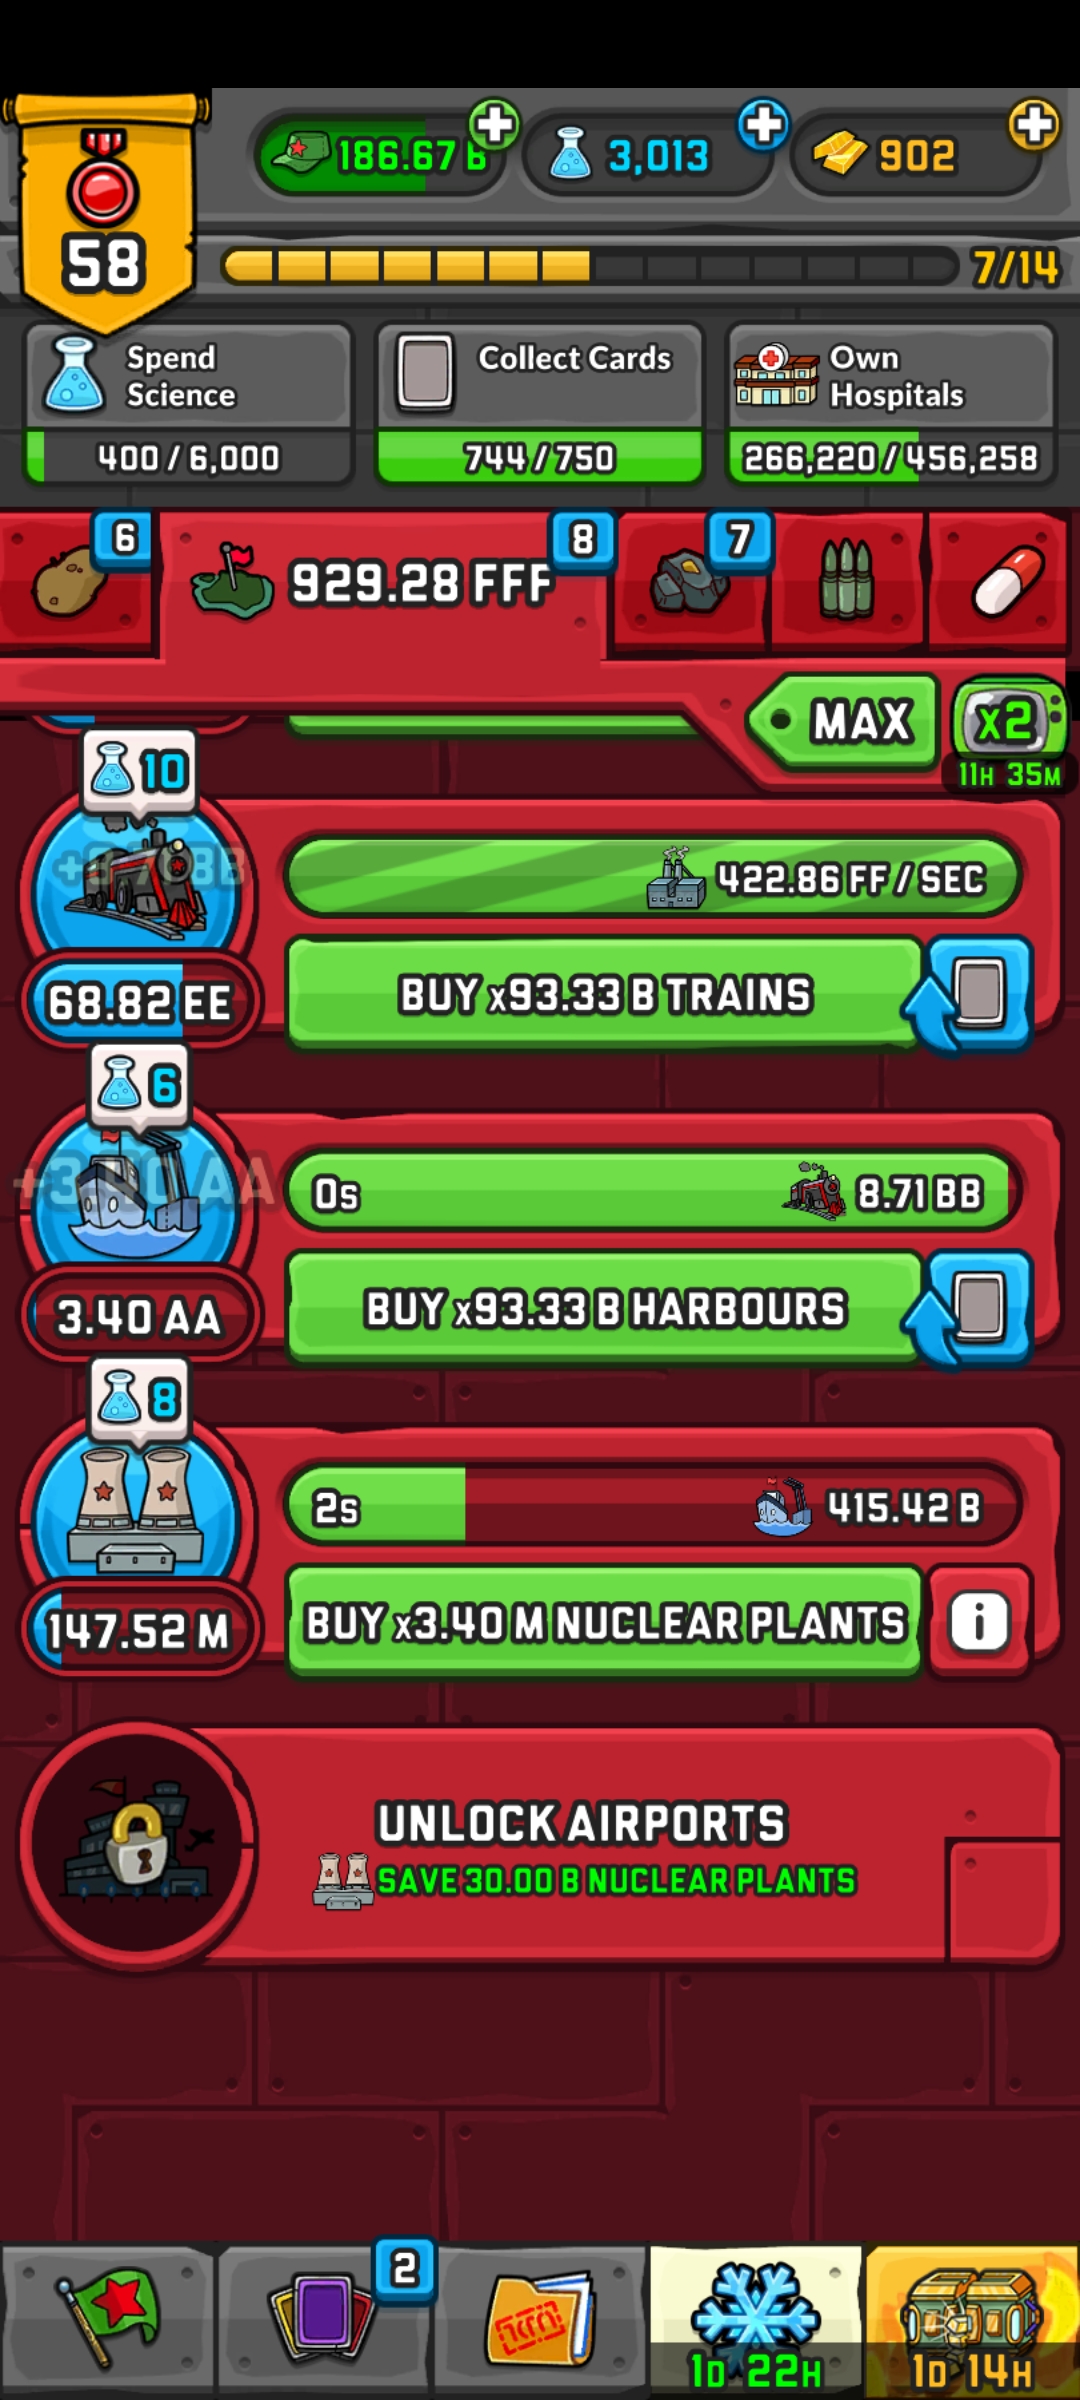 186.67 B
3,013
902
58
7/14
Spend
Science
400 / 6,000
Collect Cards
744 / 750
Own
Hospitals
266,220 / 456,258
6
929.28 FFF
8
7
MAX
x2
11H 35M
10
422.86 FF / SEC
68.82 EE
BUY x93.33 B TRAINS
6
+3.40 AA
0s
8.71 BB
3.40 AA
BUY x93.33 B HARBOURS
8
2s
415.42 B
147.52 M
BUY x3.40 M NUCLEAR PLANTS
i
UNLOCK AIRPORTS
SAVE 30.00 B NUCLEAR PLANTS
2
1D 22H
1D 14H